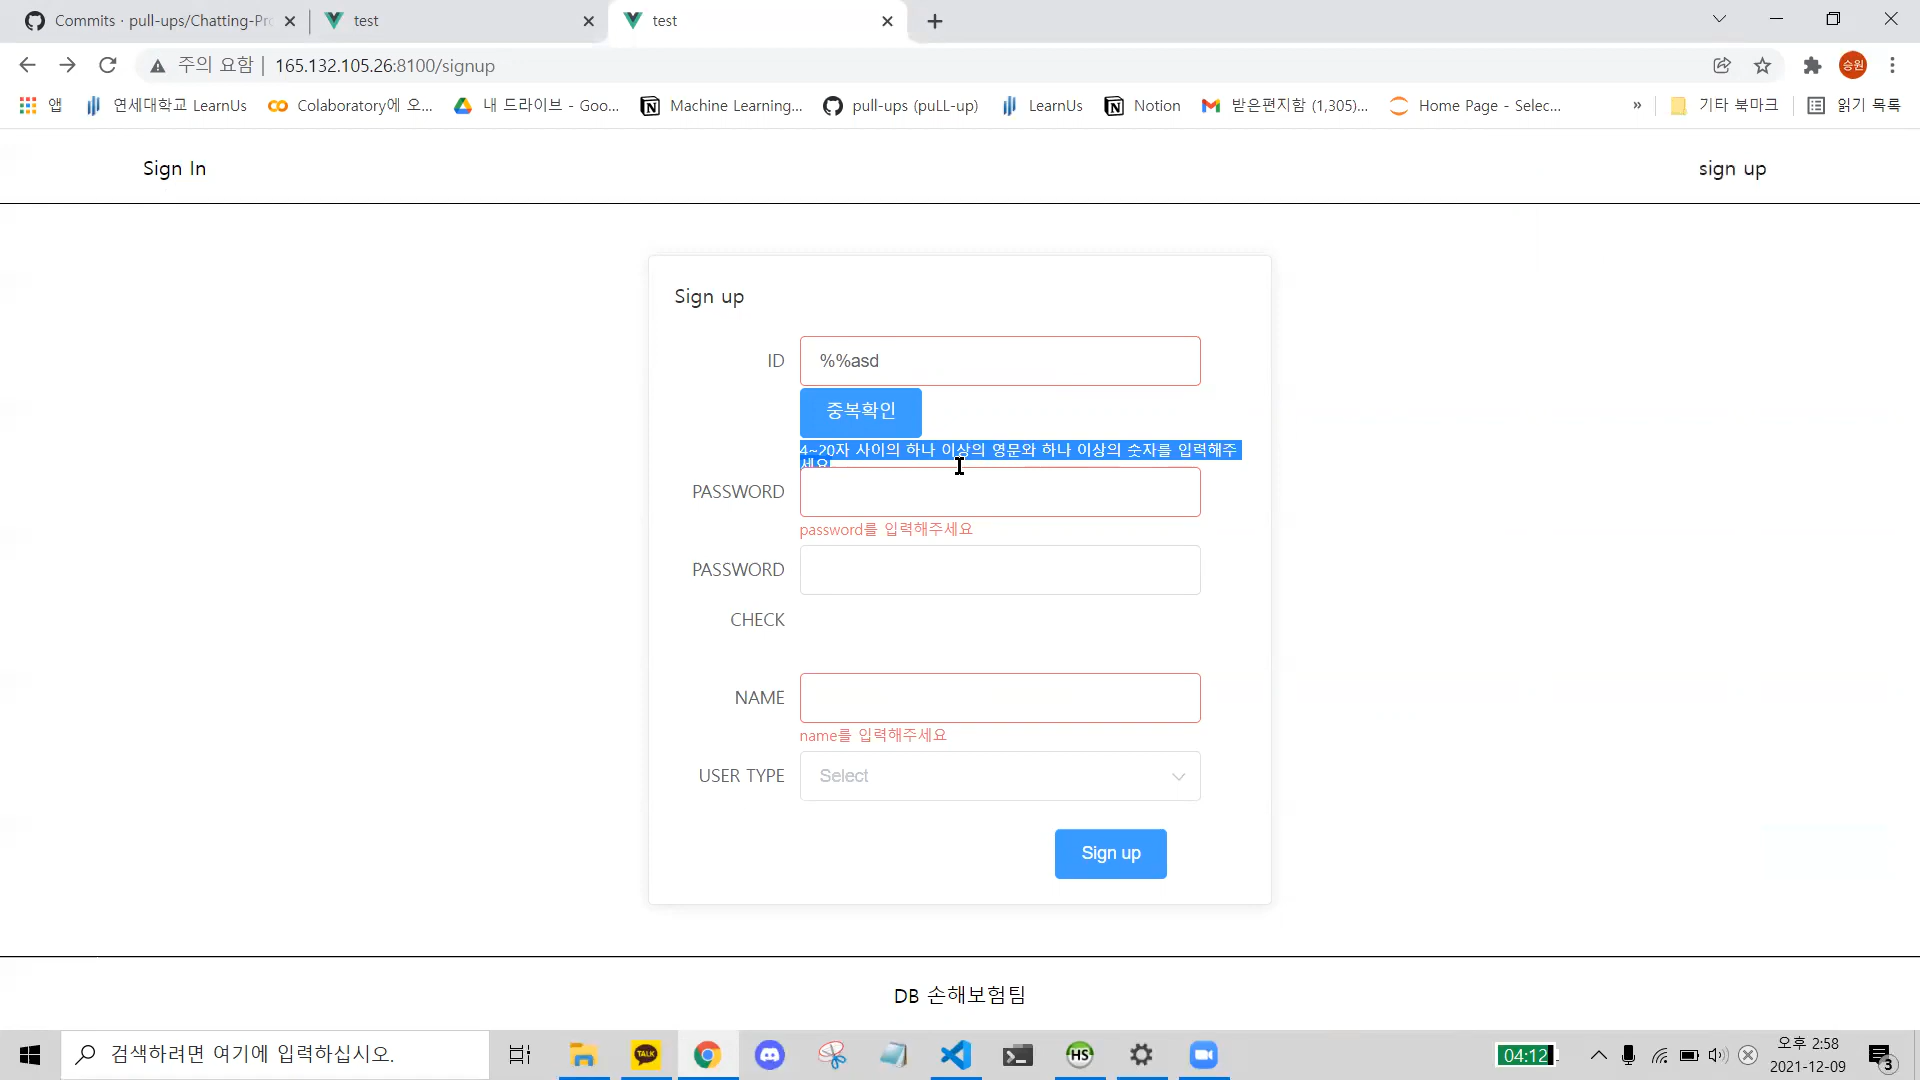 Commits · pull-ups/Chatting-Pro
test
test
주의 요함 | 165.132.105.26:8100/signup
승원
앱
연세대학교 LearnUs
Colaboratory에 오...
내 드라이브 - Goo...
Machine Learning...
pull-ups (puLL-up)
LearnUs
Notion
받은편지함 (1,305)...
Home Page - Selec...
»
기타 북마크
읽기 목록
Sign In
sign up
Sign up
ID
%%asd
중복확인
4~20자 사이의 하나 이상의 영문와 하나 이상의 숫자를 입력해주
세요
PASSWORD
password를 입력해주세요
PASSWORD
CHECK
NAME
name를 입력해주세요
USER TYPE
Select
Sign up
DB 손해보험팀
검색하려면 여기에 입력하십시오.
TALK
HS
04:12
오후 2:58
2021-12-09
3